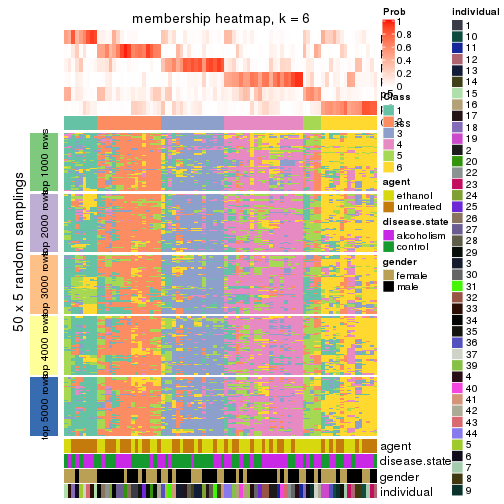 membership heatmap, k = 6
50 x 5 random samplings
top 1000 rows
top 2000 rows
top 3000 rows
top 4000 rows
top 5000 rows
agent
disease.state
gender
individual
Prob
1
0.8
0.6
0.4
0.2
0
Class
1
2
3
4
5
6
agent
ethanol
untreated
disease.state
alcoholism
control
gender
female
male
individual
1
10
11
12
13
14
15
16
17
18
19
2
20
22
23
24
25
26
27
28
29
3
30
31
32
33
34
35
36
37
39
4
40
41
42
43
44
5
6
7
8
9